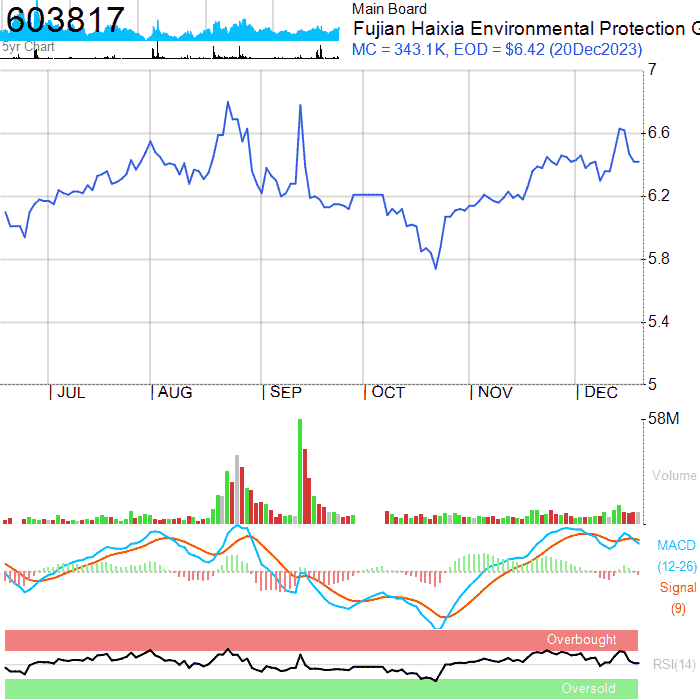 603817
5yr Chart
Main Board
Fujian Haixia Environmental Protection G
MC = 343.1K, EOD = $6.42 (20Dec2023)
7
6.6
6.2
5.8
5.4
5
JUL
AUG
SEP
OCT
NOV
DEC
58M
Volume
MACD
(12-26)
Signal
(9)
Overbought
RSI(14)
Oversold